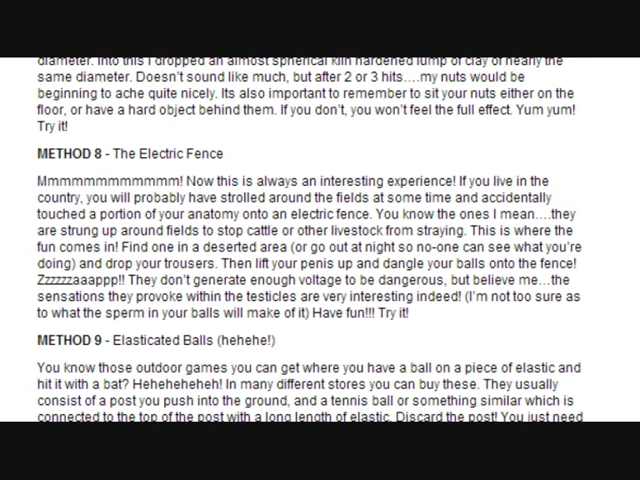 diameter. Into this I dropped an almost spherical kiln hardened lump of clay of nearly the
same diameter. Doesn't sound like much, but after 2 or 3 hits....my nuts would be
beginning to ache quite nicely. Its also important to remember to sit your nuts either on the
floor, or have a hard object behind them. If you don't, you won't feel the full effect. Yum yum!
Try it!
METHOD 8 - The Electric Fence
Mmmmmmmmmmmm! Now this is always an interesting experience! If you live in the
country, you will probably have strolled around the fields at some time and accidentally
touched a portion of your anatomy onto an electric fence. You know the ones I mean....they
are strung up around fields to stop cattle or other livestock from straying. This is where the
fun comes in! Find one in a deserted area (or go out at night so no-one can see what you're
doing) and drop your trousers. Then lift your penis up and dangle your balls onto the fence!
Zzzzzzaaappp!! They don't generate enough voltage to be dangerous, but believe me...the
sensations they provoke within the testicles are very interesting indeed! (I'm not too sure as
to what the sperm in your balls will make of it) Have fun!!! Try it!
METHOD 9 - Elasticated Balls (hehehe!)
You know those outdoor games you can get where you have a ball on a piece of elastic and
hit it with a bat? Heheheheheh! In many different stores you can buy these. They usually
consist of a post you push into the ground, and a tennis ball or something similar which is
connected to the top of the post with a long length of elastic. Discard the post! You just need